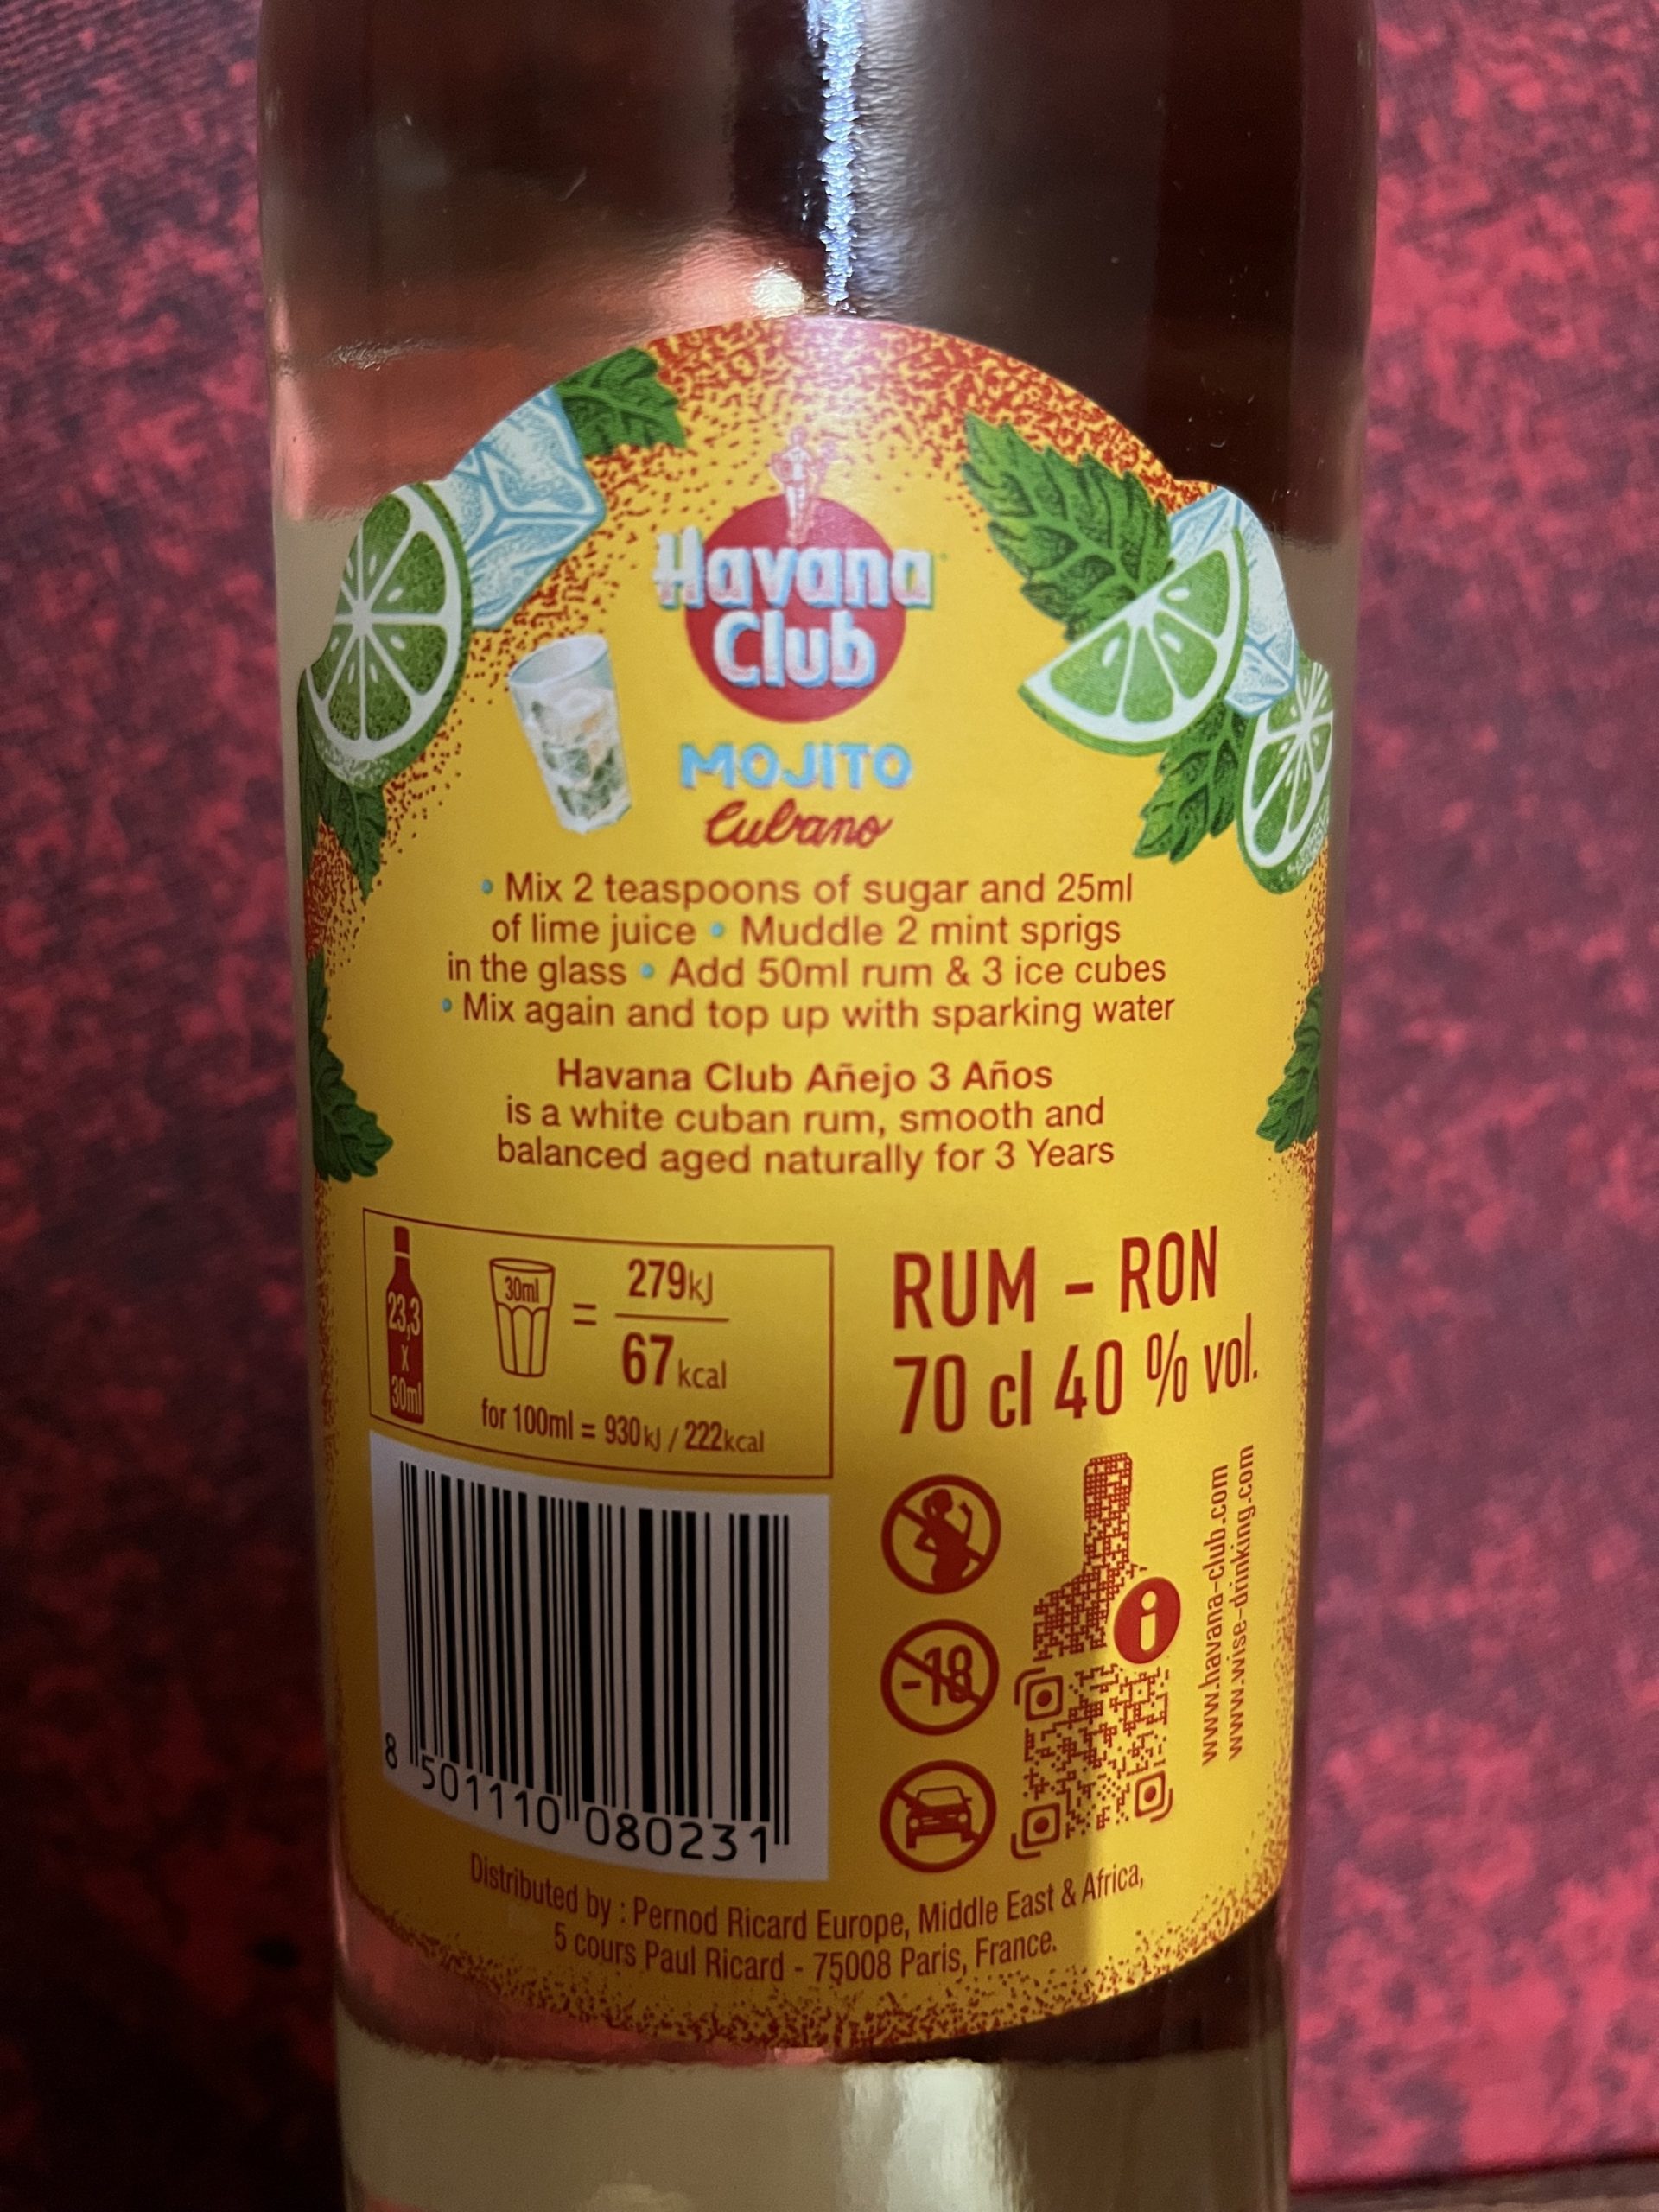 Havana
Club
MOJITO
Cubano
• Mix 2 teaspoons of sugar and 25ml
of lime juice • Muddle 2 mint sprigs
in the glass • Add 50ml rum & 3 ice cubes
• Mix again and top up with sparking water
Havana Club Añejo 3 Años
is a white cuban rum, smooth and
balanced aged naturally for 3 Years
23,3
x
30ml
30ml
=
279kJ
67kcal
for 100ml = 930kJ / 222kcal
RUM - RON
70 cl 40 % vol.
-18
i
www.havana-club.com
www.wise-drinking.com
8 501110 080231
Distributed by : Pernod Ricard Europe, Middle East & Africa,
5 cours Paul Ricard - 75008 Paris, France.